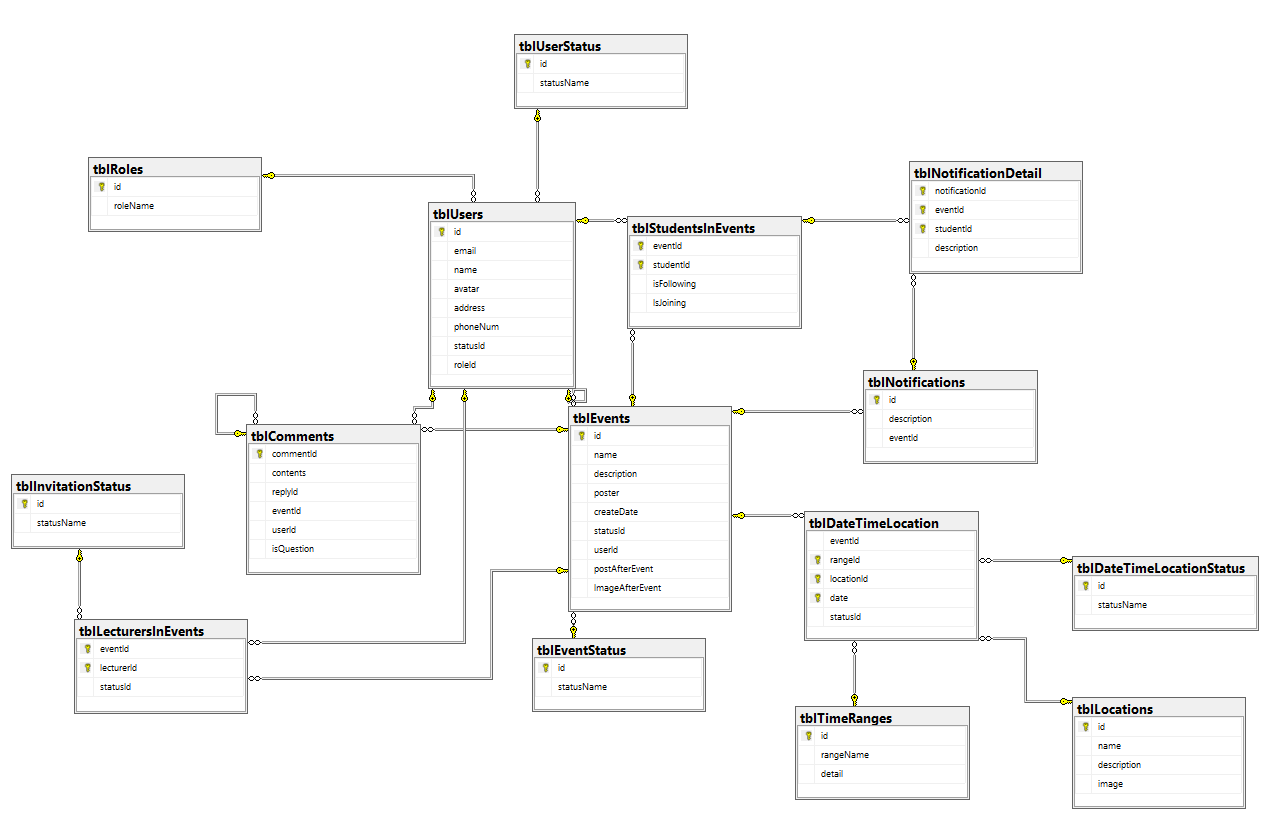 tblUserStatus
id
statusName
tblRoles
id
roleName
tblUsers
id
email
name
avatar
address
phoneNum
statusId
roleId
tblStudentsInEvents
eventId
studentId
isFollowing
IsJoining
tblNotificationDetail
notificationId
eventId
studentId
description
tblNotifications
id
description
eventId
tblComments
commentId
contents
replyId
eventId
userId
isQuestion
tblEvents
id
name
description
poster
createDate
statusId
userId
postAfterEvent
ImageAfterEvent
tblInvitationStatus
id
statusName
tblDateTimeLocation
eventId
rangeId
locationId
date
statusId
tblDateTimeLocationStatus
id
statusName
tblLecturersInEvents
eventId
lecturerId
statusId
tblEventStatus
id
statusName
tblTimeRanges
id
rangeName
detail
tblLocations
id
name
description
image